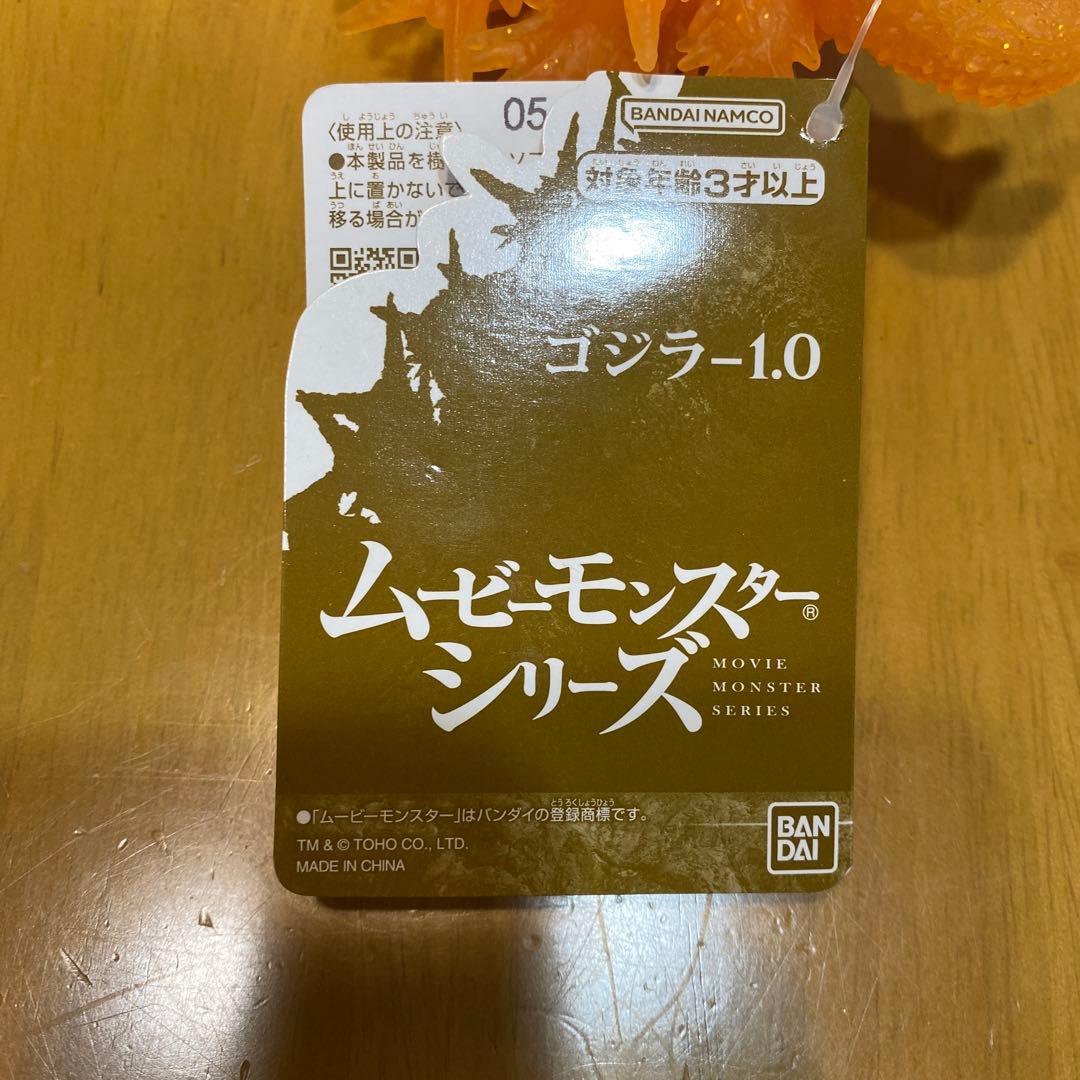 05
〈使用上の注意〉
●本製品を樹
ソフ
上に置かないで
移る場合が
BANDAI NAMCO
対象年齢3才以上
ゴジラ-1.0
ムービーモンスター®
シリーズ
MOVIE
MONSTER
SERIES
●「ムービーモンスター」はバンダイの登録商標です。
TM & © TOHO CO., LTD.
MADE IN CHINA
BAN
DAI